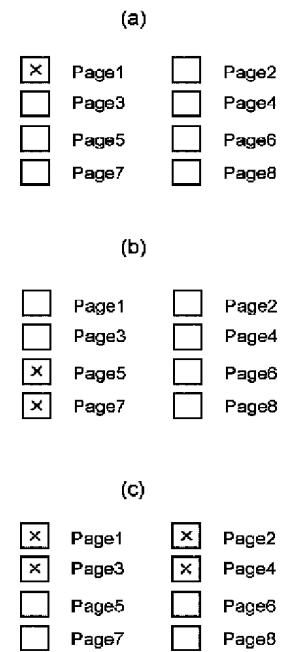 (a)
× Page1 Page2
Page3 Page4
Page5 Page6
Page7 Page8
(b)
Page1 Page2
Page3 Page4
× Page5 Page6
× Page7 Page8
(c)
× Page1 × Page2
× Page3 × Page4
Page5 Page6
Page7 Page8